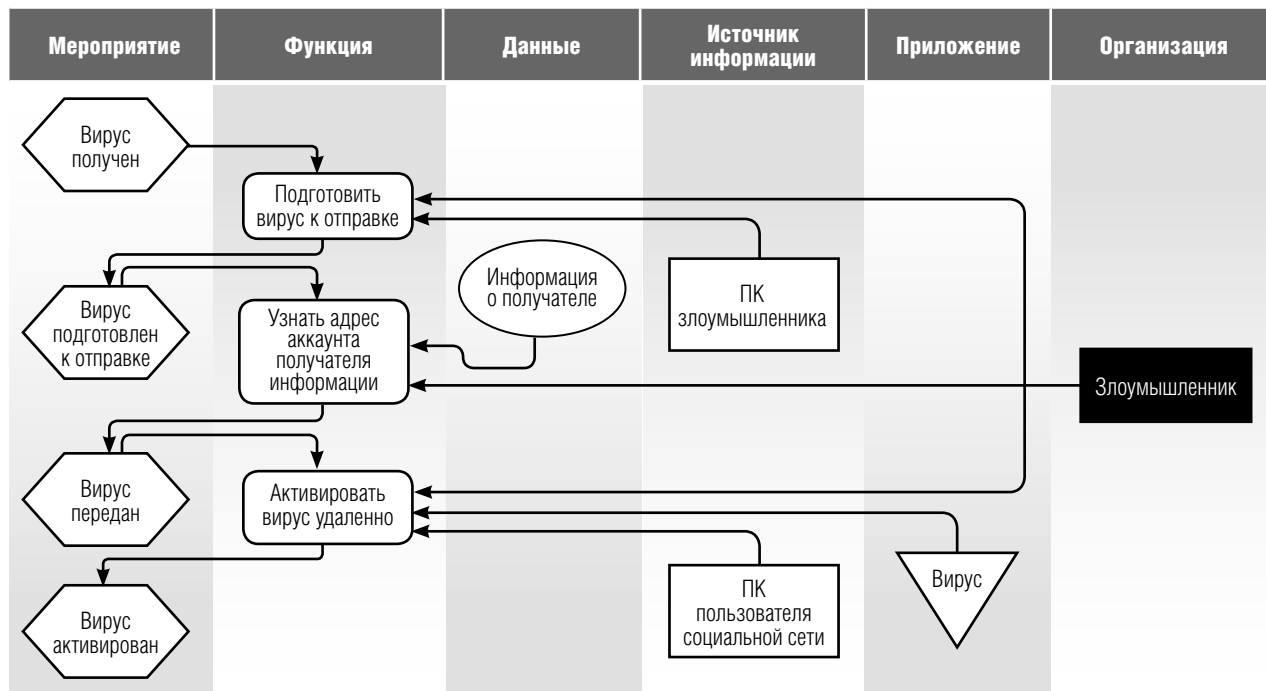 Мероприятие
Функция
Данные
Источник
информации
Приложение
Организация
Вирус
получен
Подготовить
вирус к отправке
Информация
о получателе
ПК
злоумышленника
Вирус
подготовлен
к отправке
Узнать адрес
аккаунта
получателя
информации
Злоумышленник
Вирус
передан
Активировать
вирус удаленно
ПК
пользователя
социальной сети
Вирус
Вирус
активирован